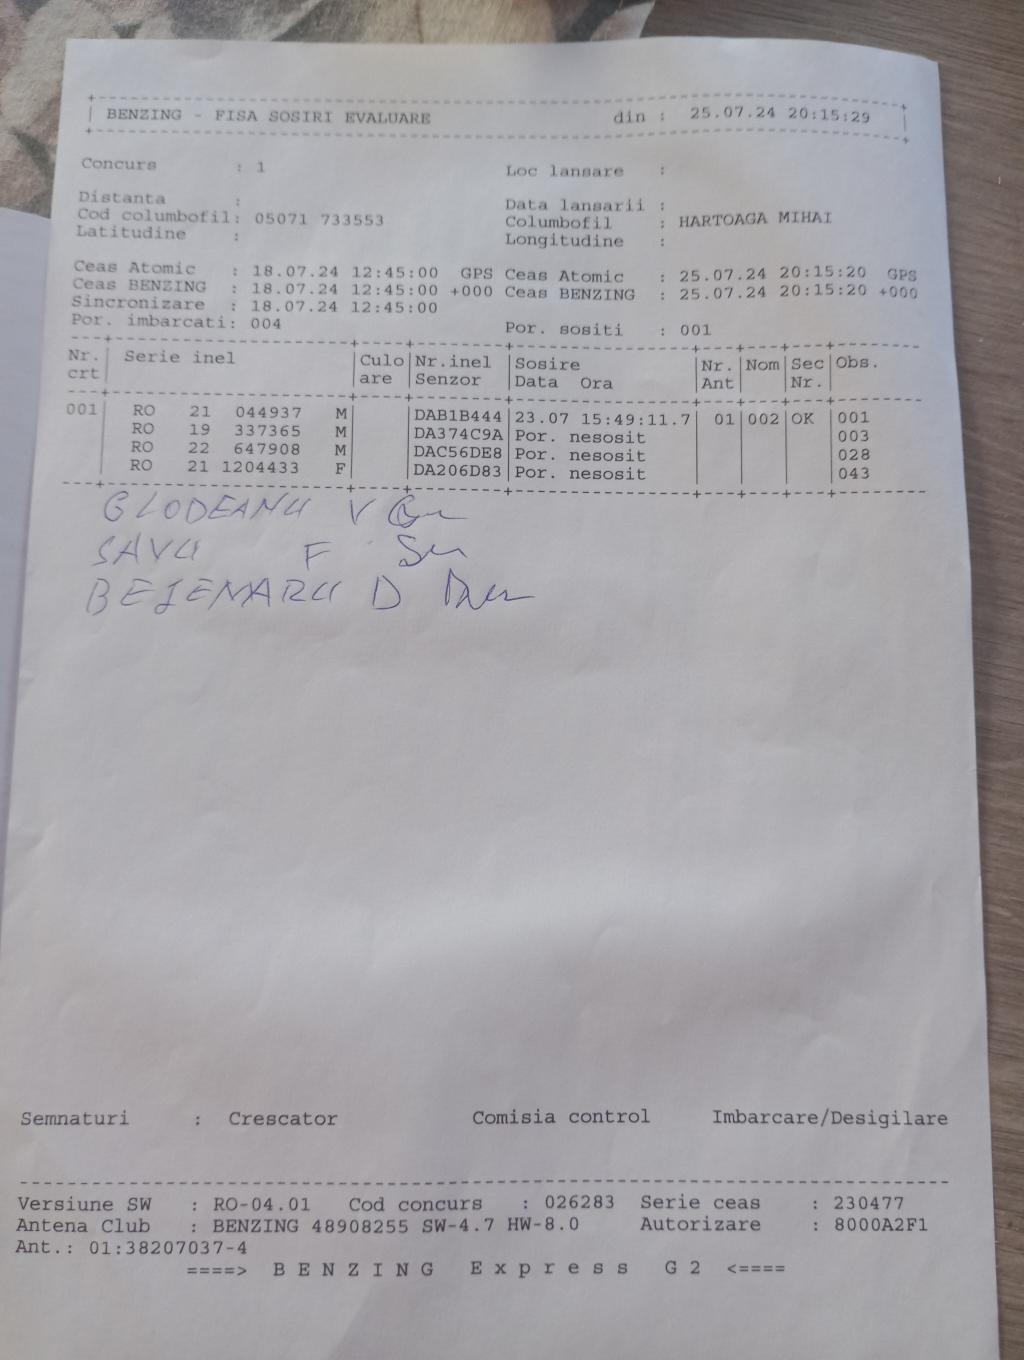 BENZING - FISA SOSIRI EVALUARE din : 25.07.24 20:15:29
Concurs : 1 Loc lansare :
Distanta : Data lansarii :
Cod columbofil: 05071 733553 Columbofil : HARTOAGA MIHAI
Latitudine : Longitudine :
Ceas Atomic : 18.07.24 12:45:00 GPS Ceas Atomic : 25.07.24 20:15:20 GPS
Ceas BENZING : 18.07.24 12:45:00 +000 Ceas BENZING : 25.07.24 20:15:20 +000
Sincronizare : 18.07.24 12:45:00
Por. imbarcati: 004 Por. sositi : 001
Nr. Serie inel Culo Nr.inel Sosire Nr. Nom Sec Obs.
crt are Senzor Data Ora Ant Nr.
001 RO 21 044937 M DAB1B444 23.07 15:49:11.7 01 002 OK 001
RO 19 337365 M DA374C9A Por. nesosit 003
RO 22 647908 M DAC56DE8 Por. nesosit 028
RO 21 1204433 F DA206D83 Por. nesosit 043
GLODEANU V
SAVU F
BEJENARU D
Semnaturi : Crescator Comisia control Imbarcare/Desigilare
Versiune SW : RO-04.01 Cod concurs : 026283 Serie ceas : 230477
Antena Club : BENZING 48908255 SW-4.7 HW-8.0 Autorizare : 8000A2F1
Ant.: 01:38207037-4
====> B E N Z I N G E x p r e s s G 2 <====